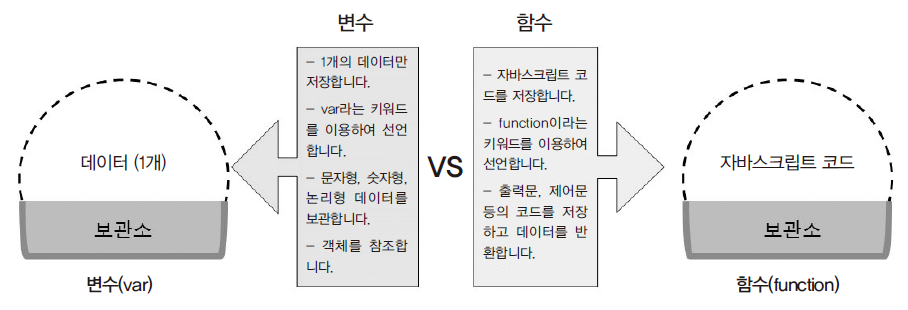 변수
함수
– 1개의 데이터만
저장합니다.
– var라는 키워드
를 이용하여 선언
합니다.
– 문자형, 숫자형,
논리형 데이터를
보관합니다.
– 객체를 참조합
니다.
– 자바스크립트 코
드를 저장합니다.
– function이라는
키워드를 이용하여
선언합니다.
– 출력문, 제어문
등의 코드를 저장
하고 데이터를 반
환합니다.
데이터 (1개)
VS
자바스크립트 코드
보관소
보관소
변수(var)
함수(function)